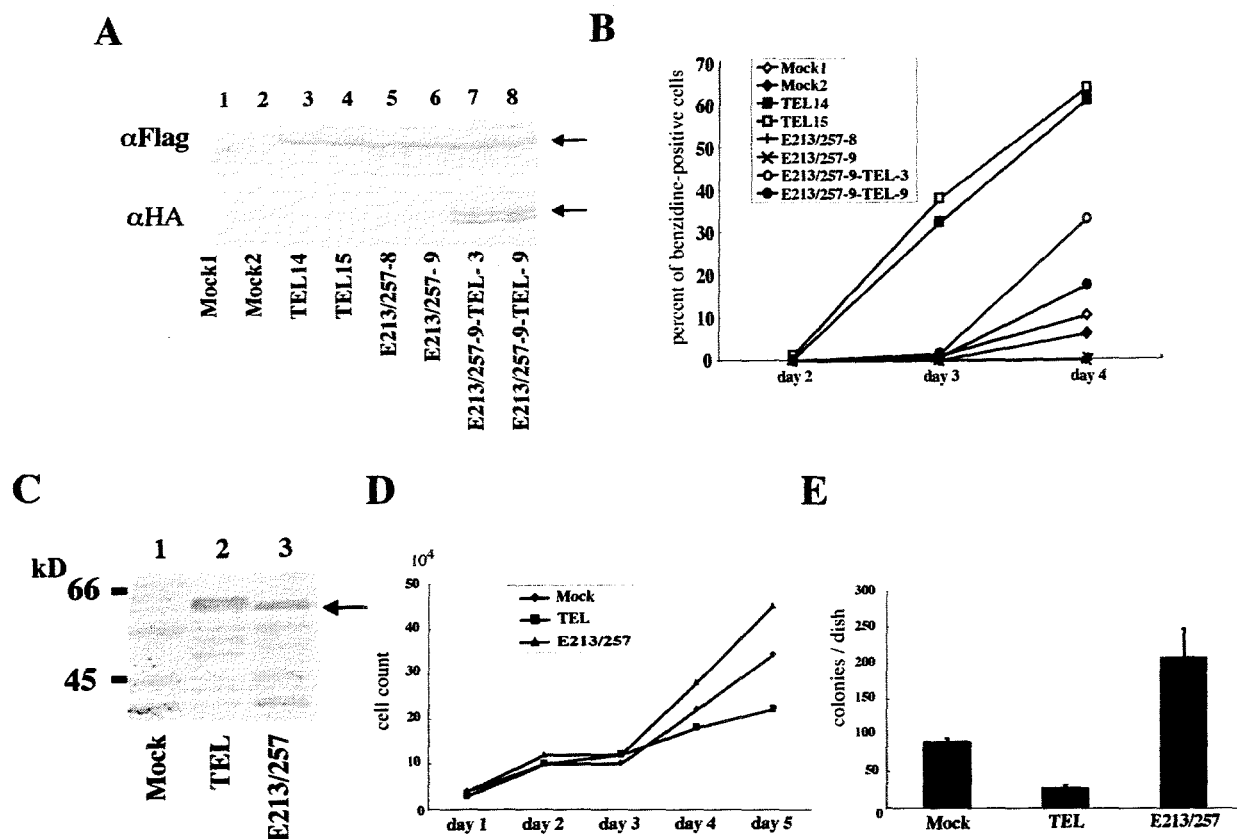 A
1 2 3 4 5 6 7 8
αFlag
αHA
Mock1
Mock2
TEL14
TEL15
E213/257-8
E213/257-9
E213/257-9-TEL-3
E213/257-9-TEL-9
B
percent of benzidine-positive cells
70
60
50
40
30
20
10
0
Mock1
Mock2
TEL14
TEL15
E213/257-8
E213/257-9
E213/257-9-TEL-3
E213/257-9-TEL-9
day 2 day 3 day 4
C
kD
1 2 3
66
45
Mock
TEL
E213/257
D
10⁴
cell count
50
40
30
20
10
0
Mock
TEL
E213/257
day 1 day 2 day 3 day 4 day 5
E
colonies / dish
300
250
200
150
100
50
0
Mock TEL E213/257